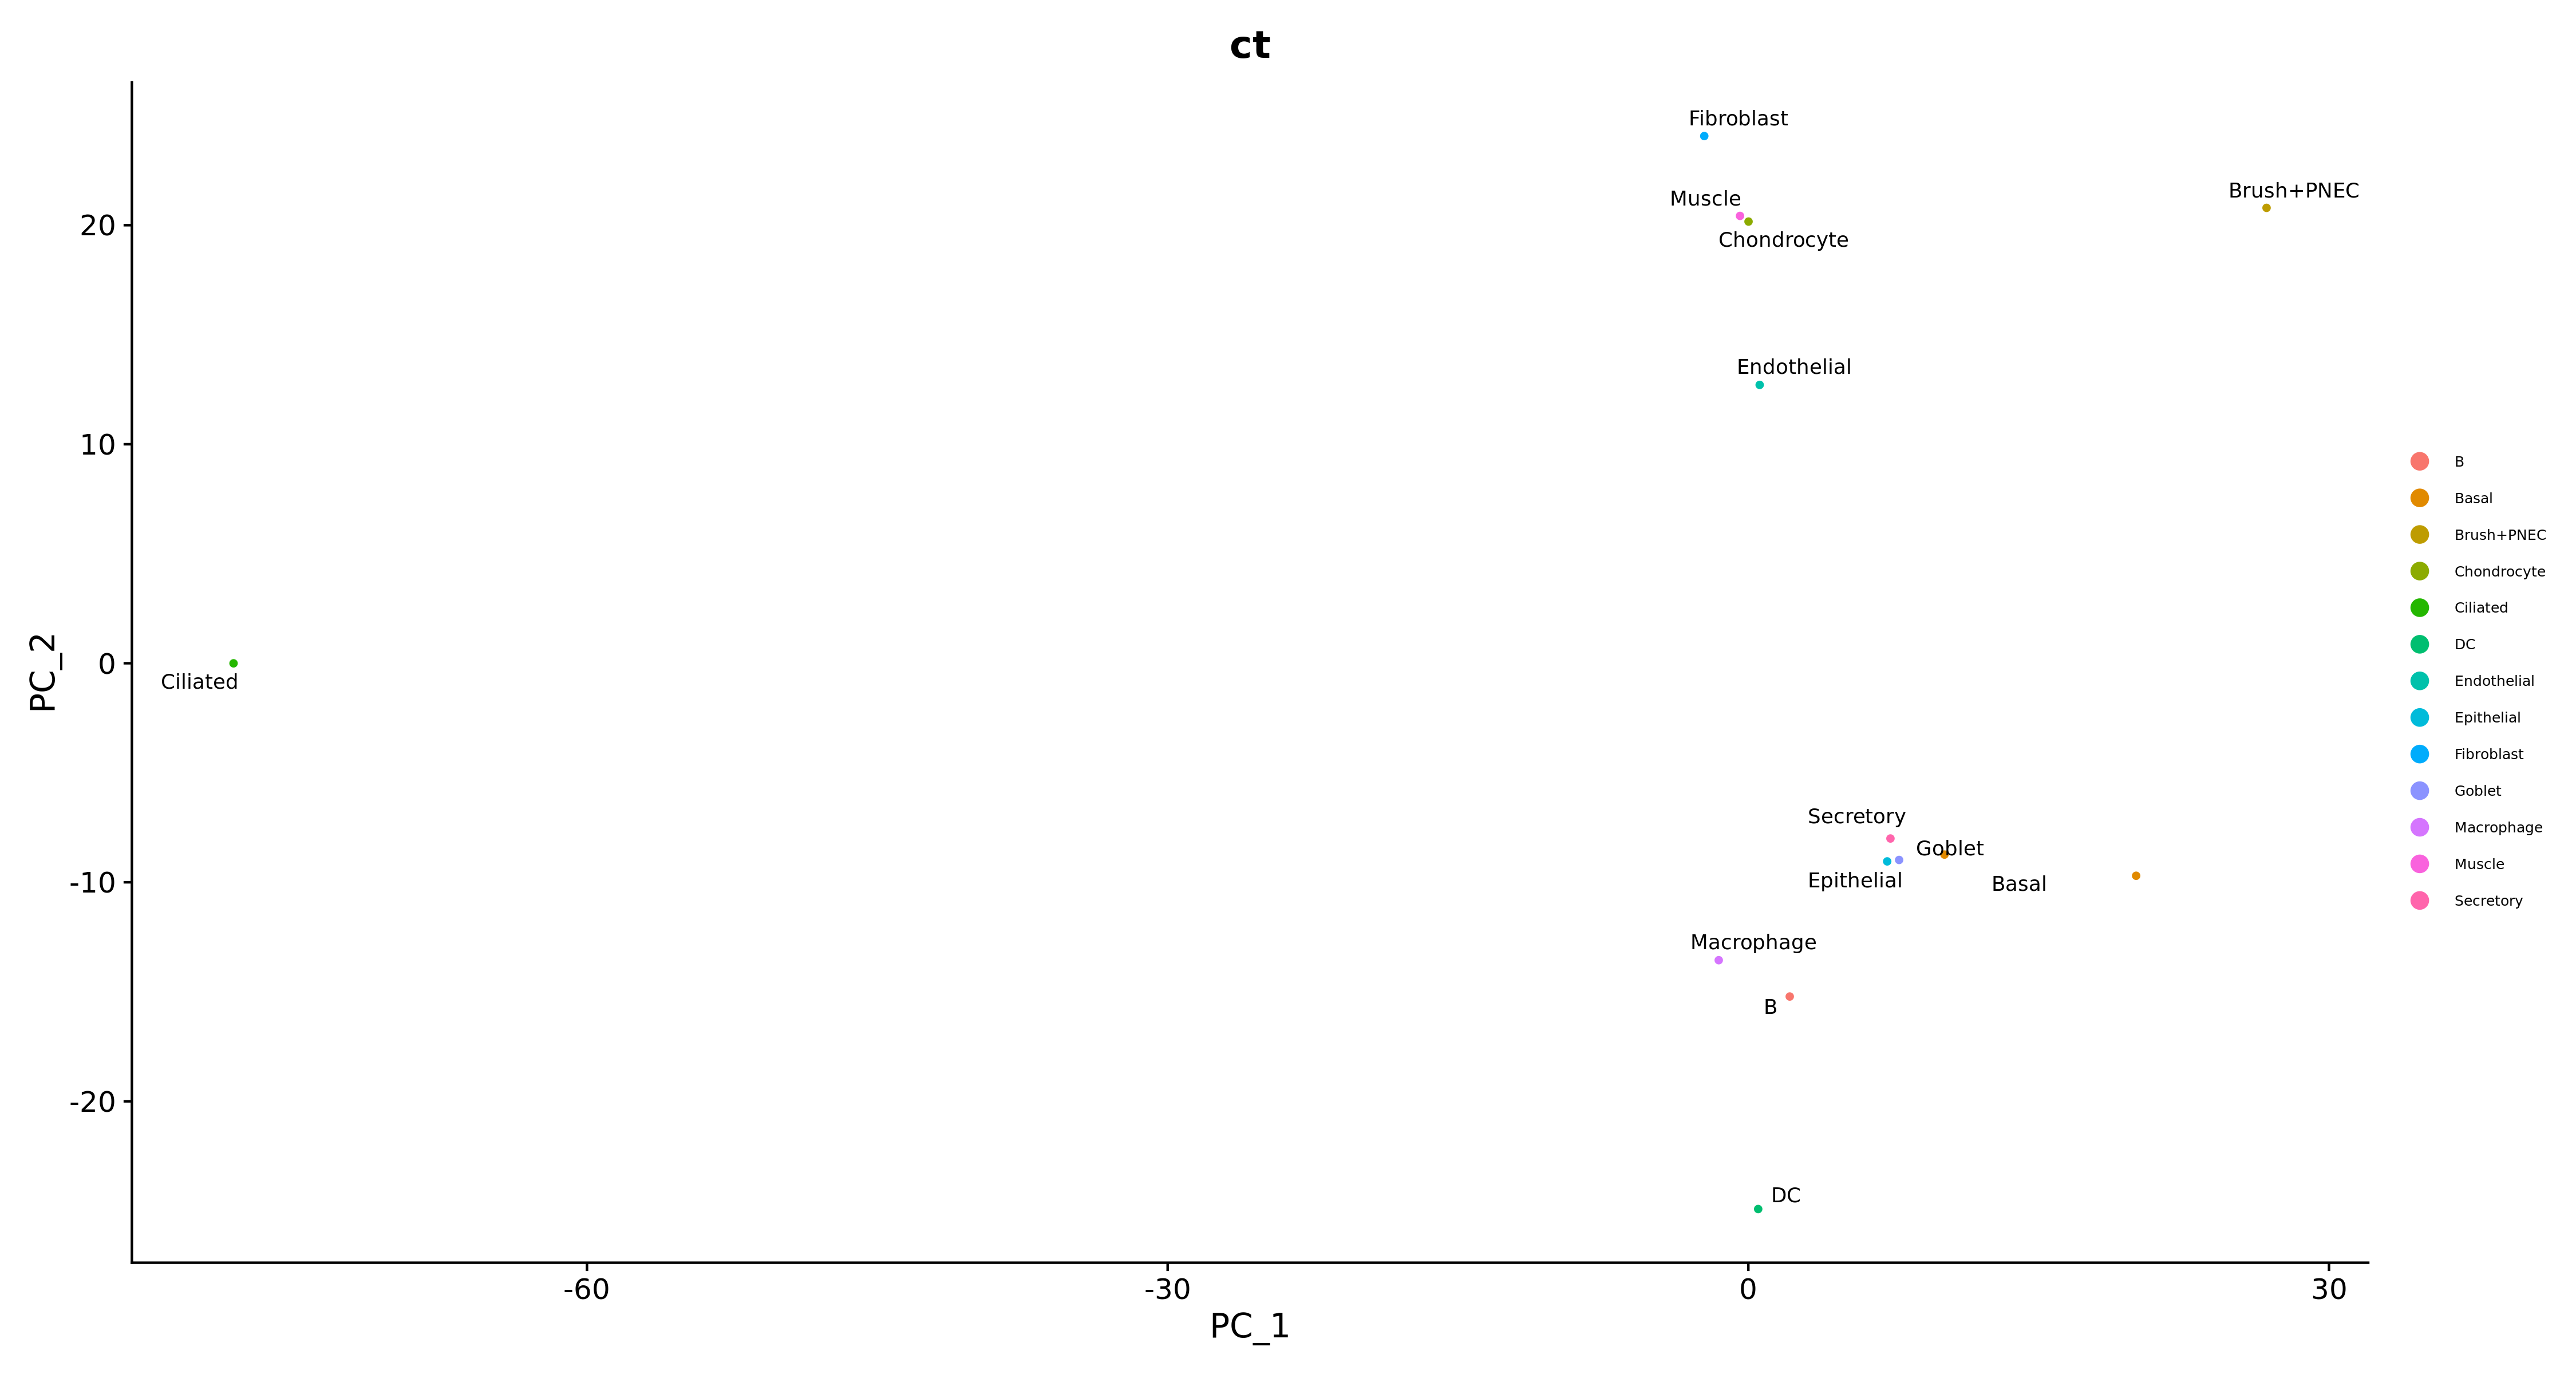 ct
Fibroblast
Brush+PNEC
Muscle
Chondrocyte
Endothelial
Ciliated
Secretory
Goblet
Epithelial
Basal
Macrophage
B
DC
PC_2
20
10
0
-10
-20
-60
-30
0
30
PC_1
B
Basal
Brush+PNEC
Chondrocyte
Ciliated
DC
Endothelial
Epithelial
Fibroblast
Goblet
Macrophage
Muscle
Secretory